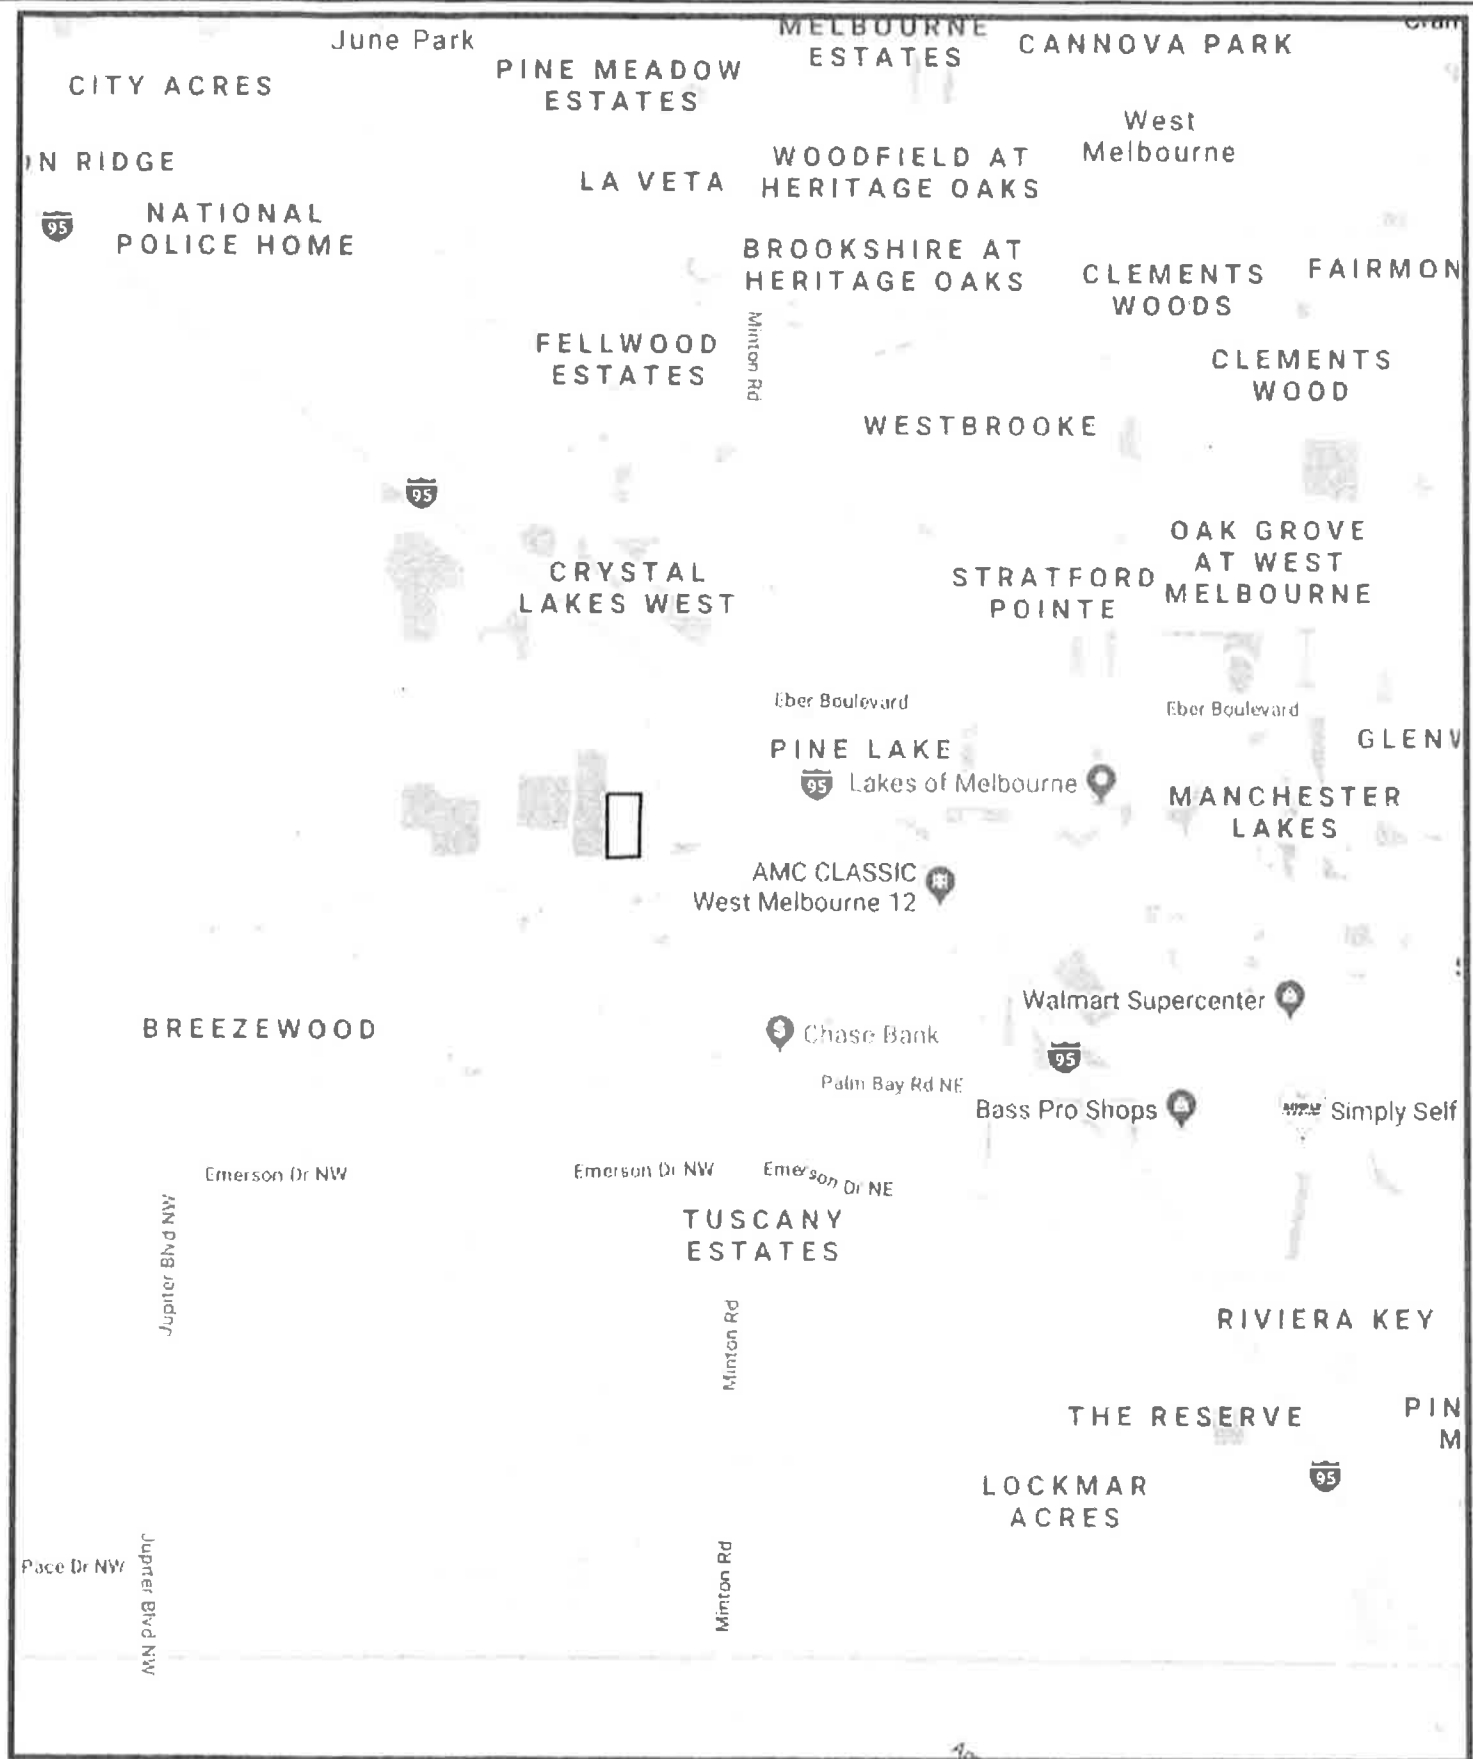 MELBOURNE
ESTATES
June Park
CANNOVA PARK
PINE MEADOW
ESTATES
CITY ACRES
West
Melbourne
N RIDGE
WOODFIELD AT
HERITAGE OAKS
LA VETA
95
NATIONAL
POLICE HOME
BROOKSHIRE AT
HERITAGE OAKS
CLEMENTS
WOODS
FAIRMON
Minton Rd
FELLWOOD
ESTATES
CLEMENTS
WOOD
WESTBROOKE
95
OAK GROVE
AT WEST
MELBOURNE
CRYSTAL
LAKES WEST
STRATFORD
POINTE
Eber Boulevard
Eber Boulevard
PINE LAKE
GLENW
95
Lakes of Melbourne
MANCHESTER
LAKES
AMC CLASSIC
West Melbourne 12
Walmart Supercenter
BREEZEWOOD
Chase Bank
95
Palm Bay Rd NE
Bass Pro Shops
Simply Self
Emerson Dr NW
Emerson Dr NW
Emerson Dr NE
Jupiter Blvd NW
TUSCANY
ESTATES
Minton Rd
RIVIERA KEY
THE RESERVE
PIN
M
95
LOCKMAR
ACRES
Pace Dr NW
Jupiter Blvd NW
Minton Rd